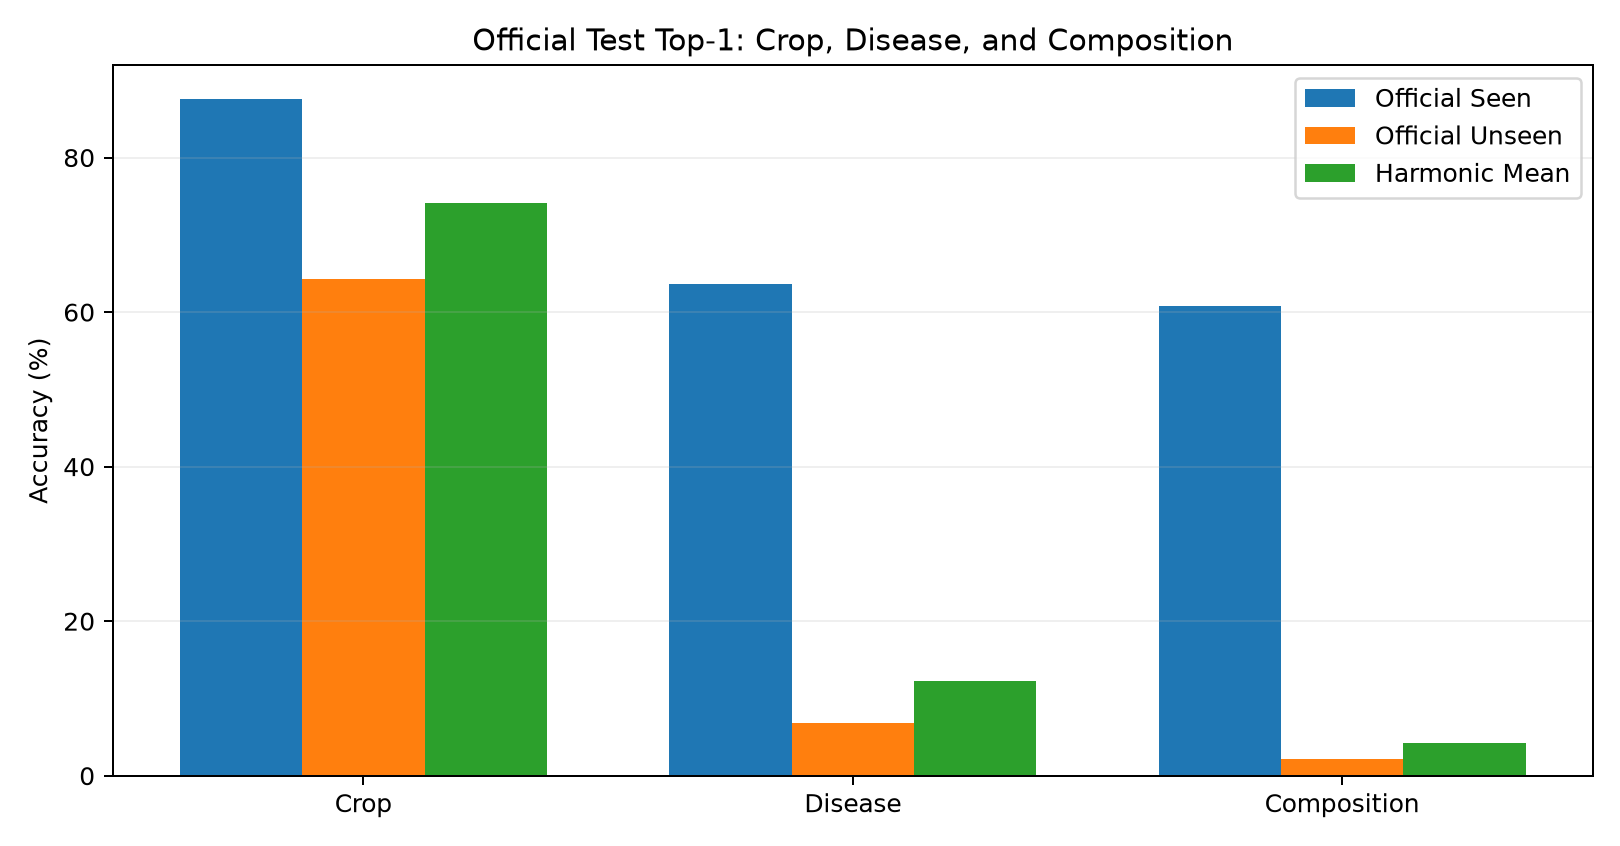 Official Test Top-1: Crop, Disease, and Composition
Official Seen
Official Unseen
Harmonic Mean
Accuracy (%)
80
60
40
20
0
Crop
Disease
Composition